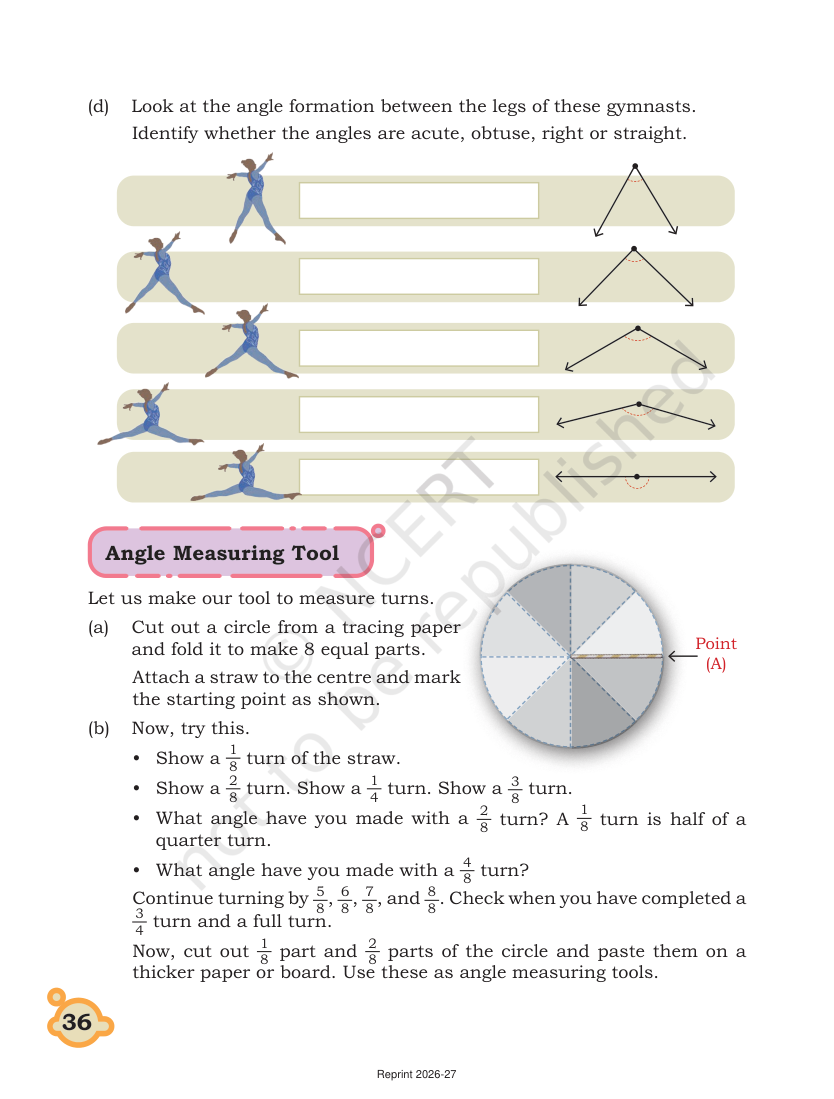 (d) Look at the angle formation between the legs of these gymnasts.
Identify whether the angles are acute, obtuse, right or straight.
Angle Measuring Tool
Let us make our tool to measure turns.
(a) Cut out a circle from a tracing paper
and fold it to make 8 equal parts.
Attach a straw to the centre and mark
the starting point as shown.
Point
(A)
(b) Now, try this.
• Show a 1/8 turn of the straw.
• Show a 2/8 turn. Show a 1/4 turn. Show a 3/8 turn.
• What angle have you made with a 2/8 turn? A 1/8 turn is half of a
quarter turn.
• What angle have you made with a 4/8 turn?
Continue turning by 5/8, 6/8, 7/8, and 8/8. Check when you have completed a
3/4 turn and a full turn.
Now, cut out 1/8 part and 2/8 parts of the circle and paste them on a
thicker paper or board. Use these as angle measuring tools.
36
Reprint 2026-27
© NCERT
not to be republished